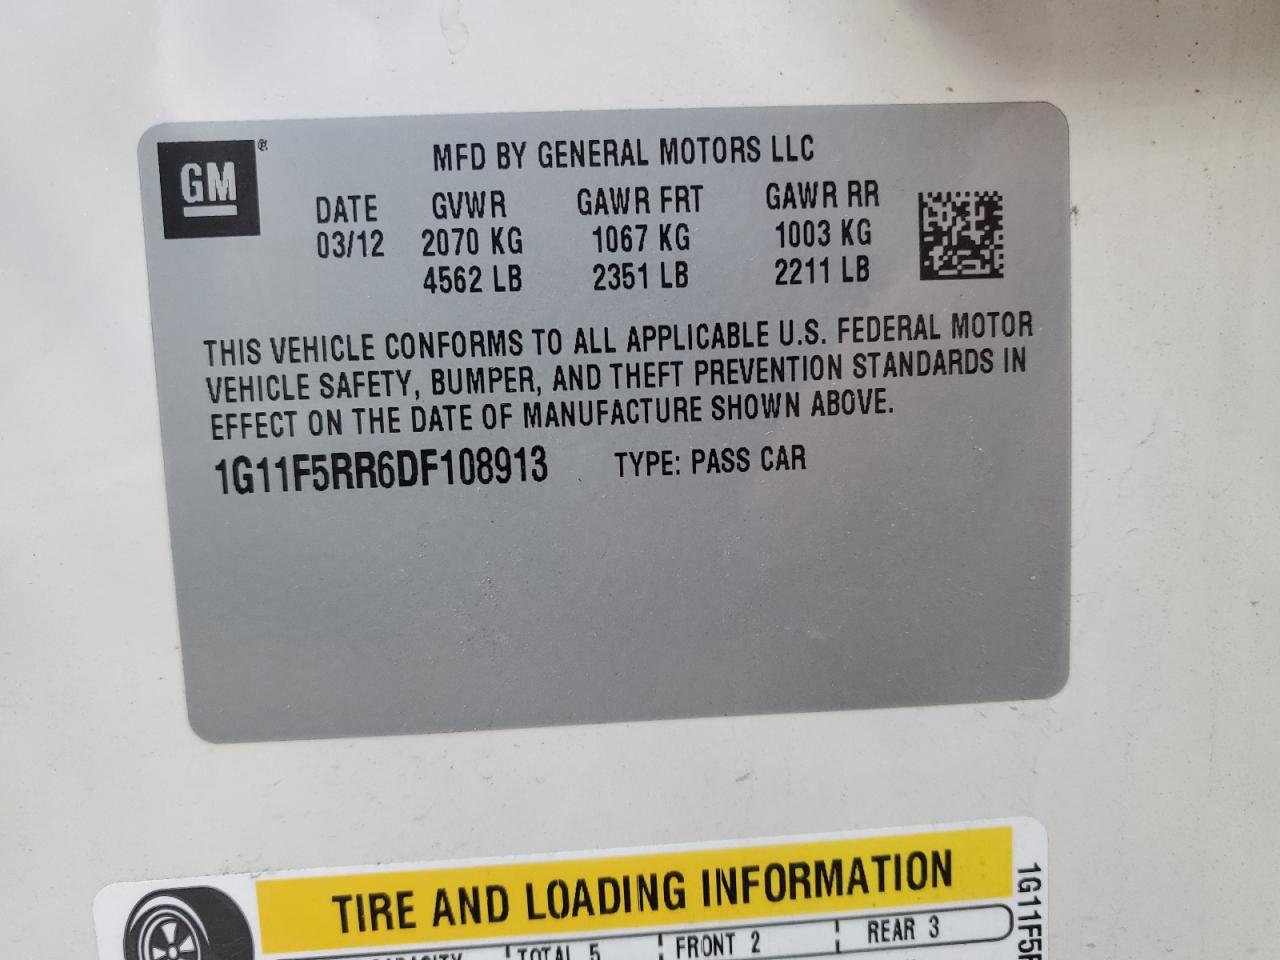 GM ®
MFD BY GENERAL MOTORS LLC
DATE GVWR GAWR FRT GAWR RR
03/12 2070 KG 1067 KG 1003 KG
4562 LB 2351 LB 2211 LB
THIS VEHICLE CONFORMS TO ALL APPLICABLE U.S. FEDERAL MOTOR
VEHICLE SAFETY, BUMPER, AND THEFT PREVENTION STANDARDS IN
EFFECT ON THE DATE OF MANUFACTURE SHOWN ABOVE.
1G11F5RR6DF108913 TYPE: PASS CAR
TIRE AND LOADING INFORMATION
TOTAL 5 FRONT 2 REAR 3
1G11F5